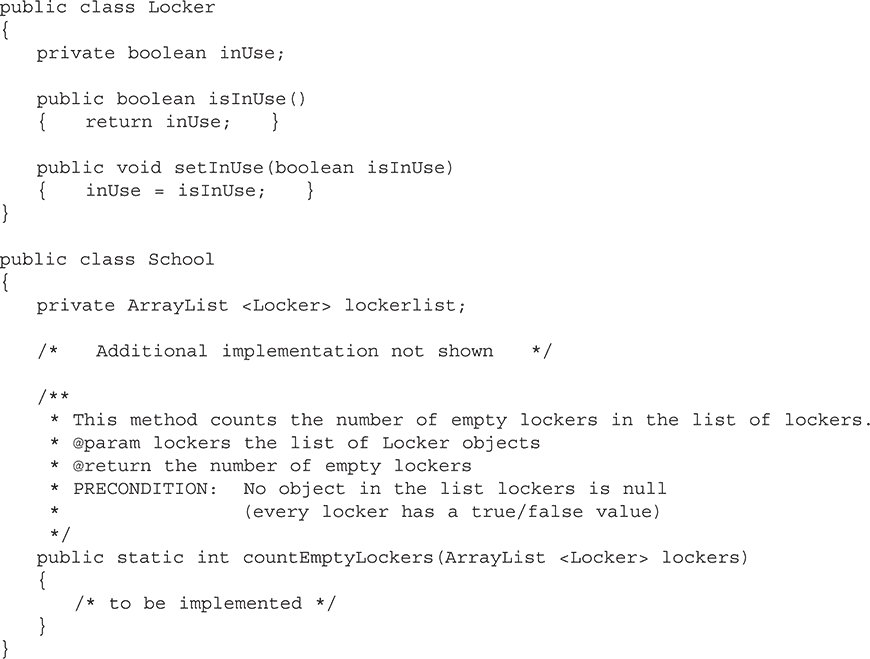 public class Locker
{
private boolean inUse;
public boolean isInUse()
{ return inUse; }
public void setInUse(boolean isInUse)
{ inUse = isInUse; }
}
public class School
{
private ArrayList <Locker> lockerlist;
/* Additional implementation not shown */
/**
* This method counts the number of empty lockers in the list of lockers.
* @param lockers the list of Locker objects
* @return the number of empty lockers
* PRECONDITION: No object in the list lockers is null
* (every locker has a true/false value)
*/
public static int countEmptyLockers(ArrayList <Locker> lockers)
{
/* to be implemented */
}
}